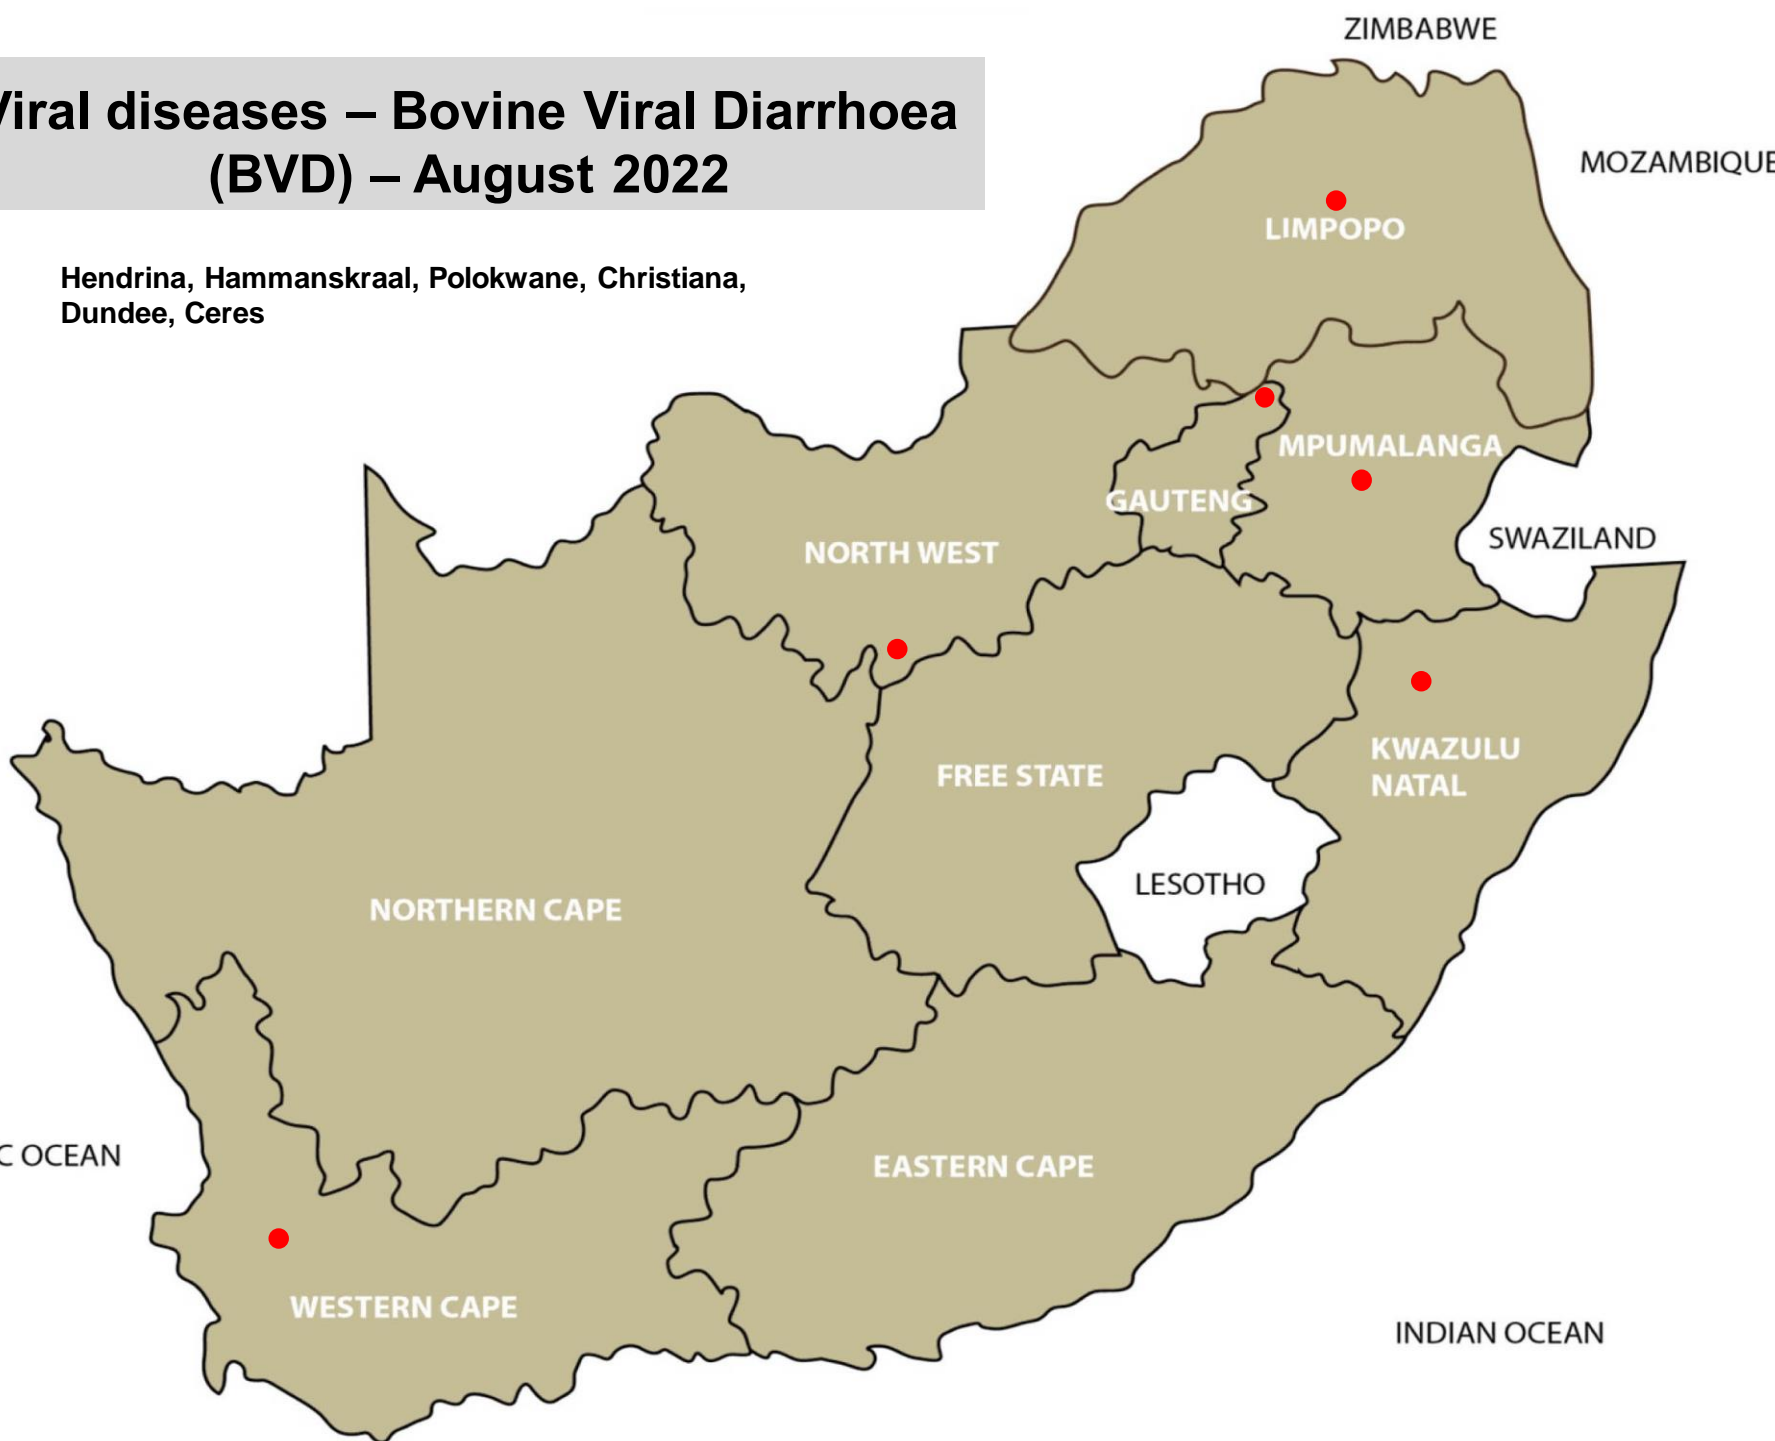 Viral diseases – Bovine Viral Diarrhoea
(BVD) – August 2022
Hendrina, Hammanskraal, Polokwane, Christiana,
Dundee, Ceres
ZIMBABWE
MOZAMBIQUE
LIMPOPO
MPUMALANGA
GAUTENG
SWAZILAND
NORTH WEST
KWAZULU
NATAL
FREE STATE
LESOTHO
NORTHERN CAPE
C OCEAN
EASTERN CAPE
WESTERN CAPE
INDIAN OCEAN